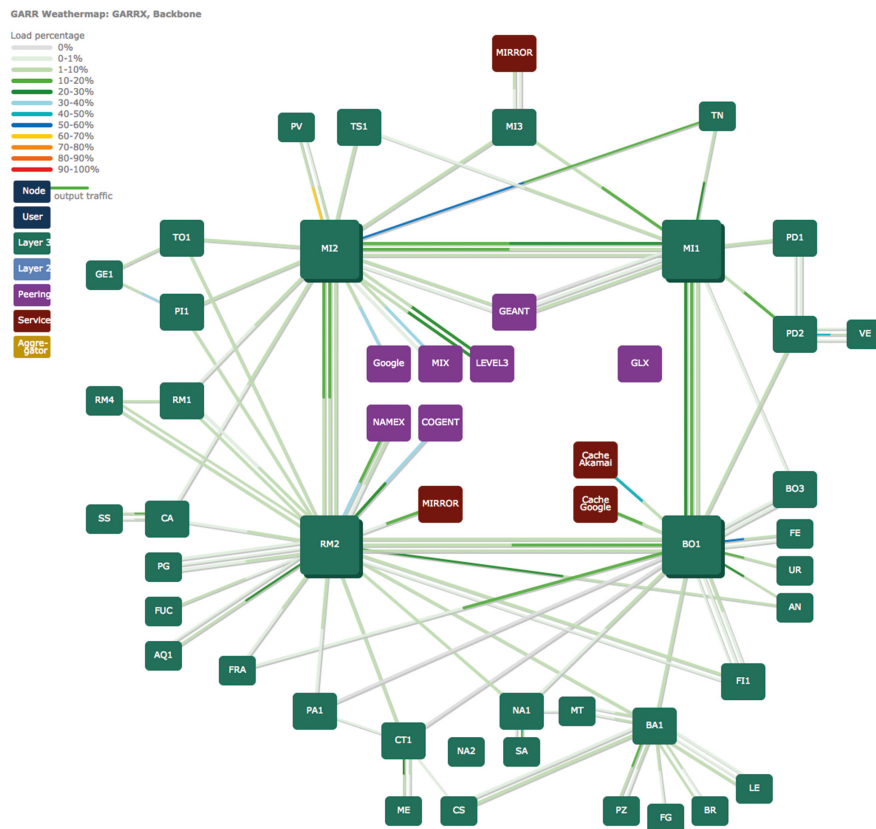 GARR Weathermap: GARRX, Backbone
Load percentage
0%
0-1%
1-10%
10-20%
20-30%
30-40%
40-50%
50-60%
60-70%
70-80%
80-90%
90-100%
Node
output traffic
User
Layer 3
Layer 2
Peering
Service
Aggre-
gator
MIRROR
PV
TS1
MI3
TN
TO1
MI2
MI1
PD1
GE1
PI1
GEANT
PD2
VE
Google
MIX
LEVEL3
GLX
RM4
RM1
NAMEX
COGENT
Cache
Akamai
SS
CA
MIRROR
Cache
Google
BO3
PG
RM2
BO1
FE
UR
FUC
AN
AQ1
FRA
FI1
PA1
NA1
MT
BA1
CT1
NA2
SA
LE
ME
CS
PZ
FG
BR